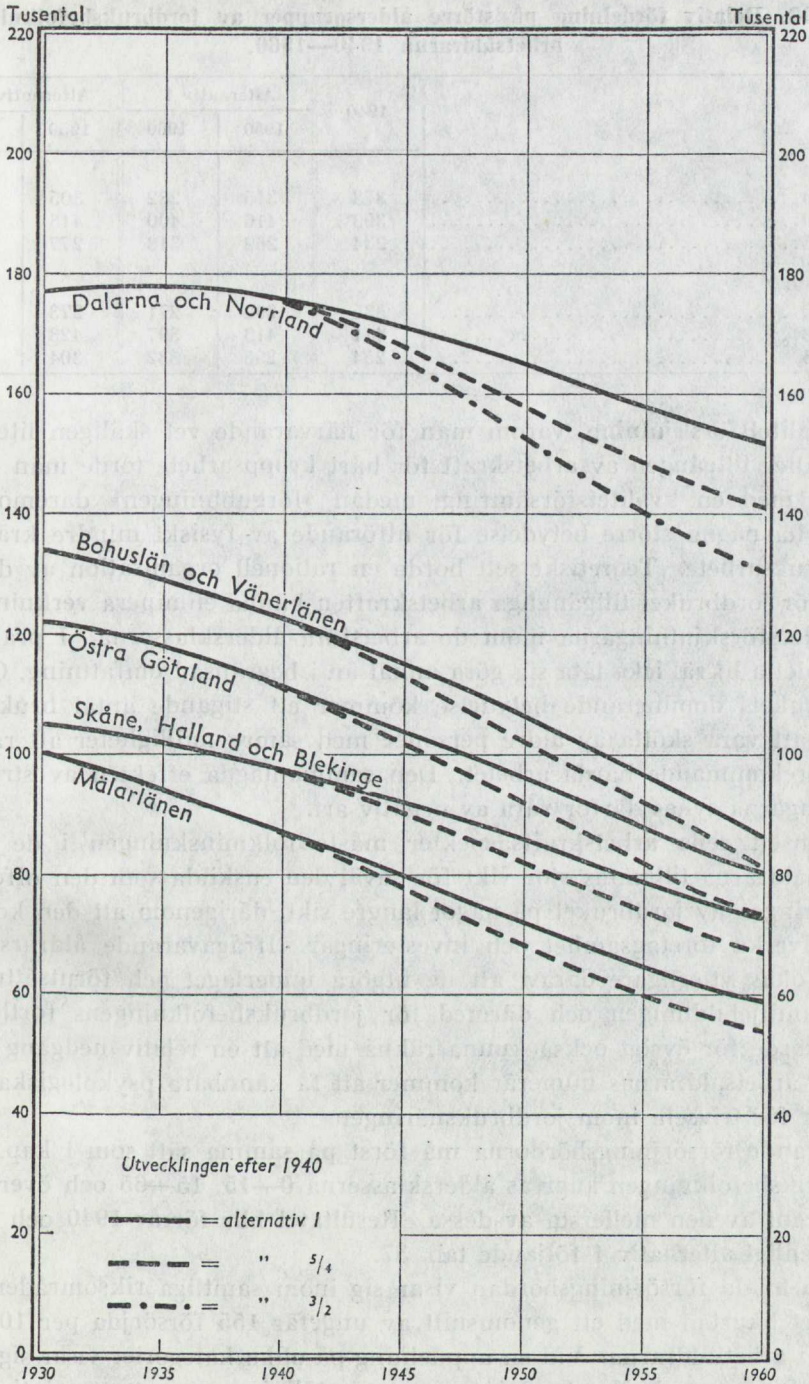 Tusental Tusental
220 220
200 200
180 180
Dalarna och Norrland
160 160
140 140
Bohuslän och Vänerlänen
120 120
Östra Götaland
Skåne, Halland och Blekinge
100 100
Mälarlänen
80 80
60 60
40 40
Utvecklingen efter 1940
= alternativ 1
20 20
= " 5/4
= " 3/2
0 0
1930 1935 1940 1945 1950 1955 1960